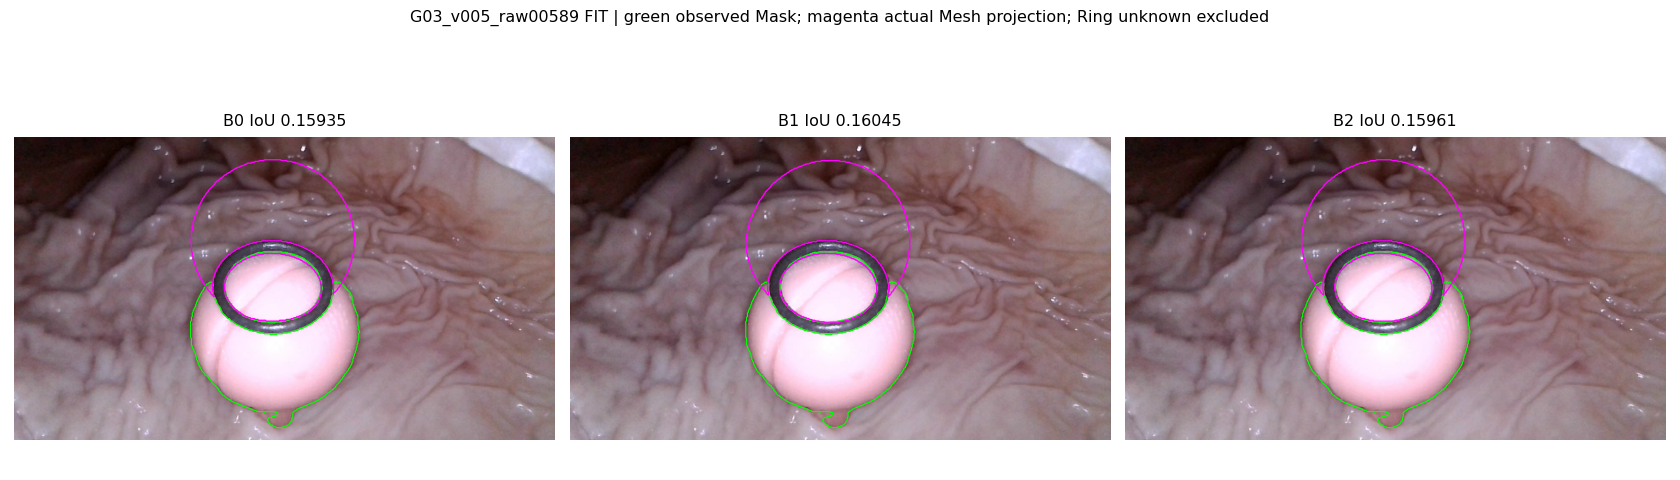 G03_v005_raw00589 FIT | green observed Mask; magenta actual Mesh projection; Ring unknown excluded
B0 IoU 0.15935
B1 IoU 0.16045
B2 IoU 0.15961